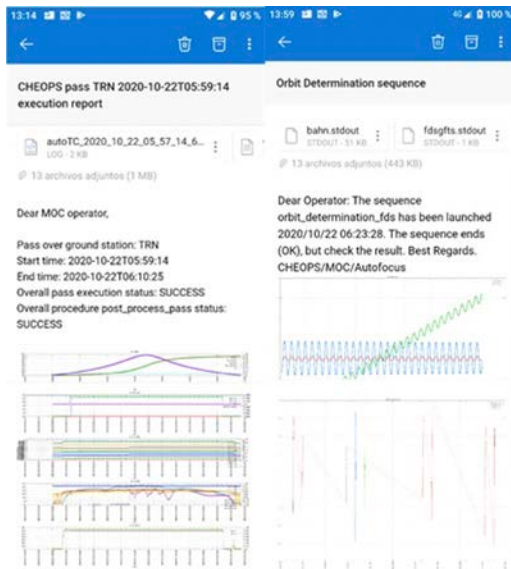 13:14
95 %
CHEOPS pass TRN 2020-10-22T05:59:14
execution report
autoTC_2020_10_22_05_57_14_6...
LOG - 2 KB
13 archivos adjuntos (1 MB)
Dear MOC operator,
Pass over ground station: TRN
Start time: 2020-10-22T05:59:14
End time: 2020-10-22T06:10:25
Overall pass execution status: SUCCESS
Overall procedure post_process_pass status:
SUCCESS
13:59
4G 100 %
Orbit Determination sequence
bahn.stdout
STDOUT - 51 KB
fdsgfts.stdout
STDOUT - 1 KB
13 archivos adjuntos (443 KB)
Dear Operator: The sequence
orbit_determination_fds has been launched
2020/10/22 06:23:28. The sequence ends
(OK), but check the result. Best Regards.
CHEOPS/MOC/Autofocus